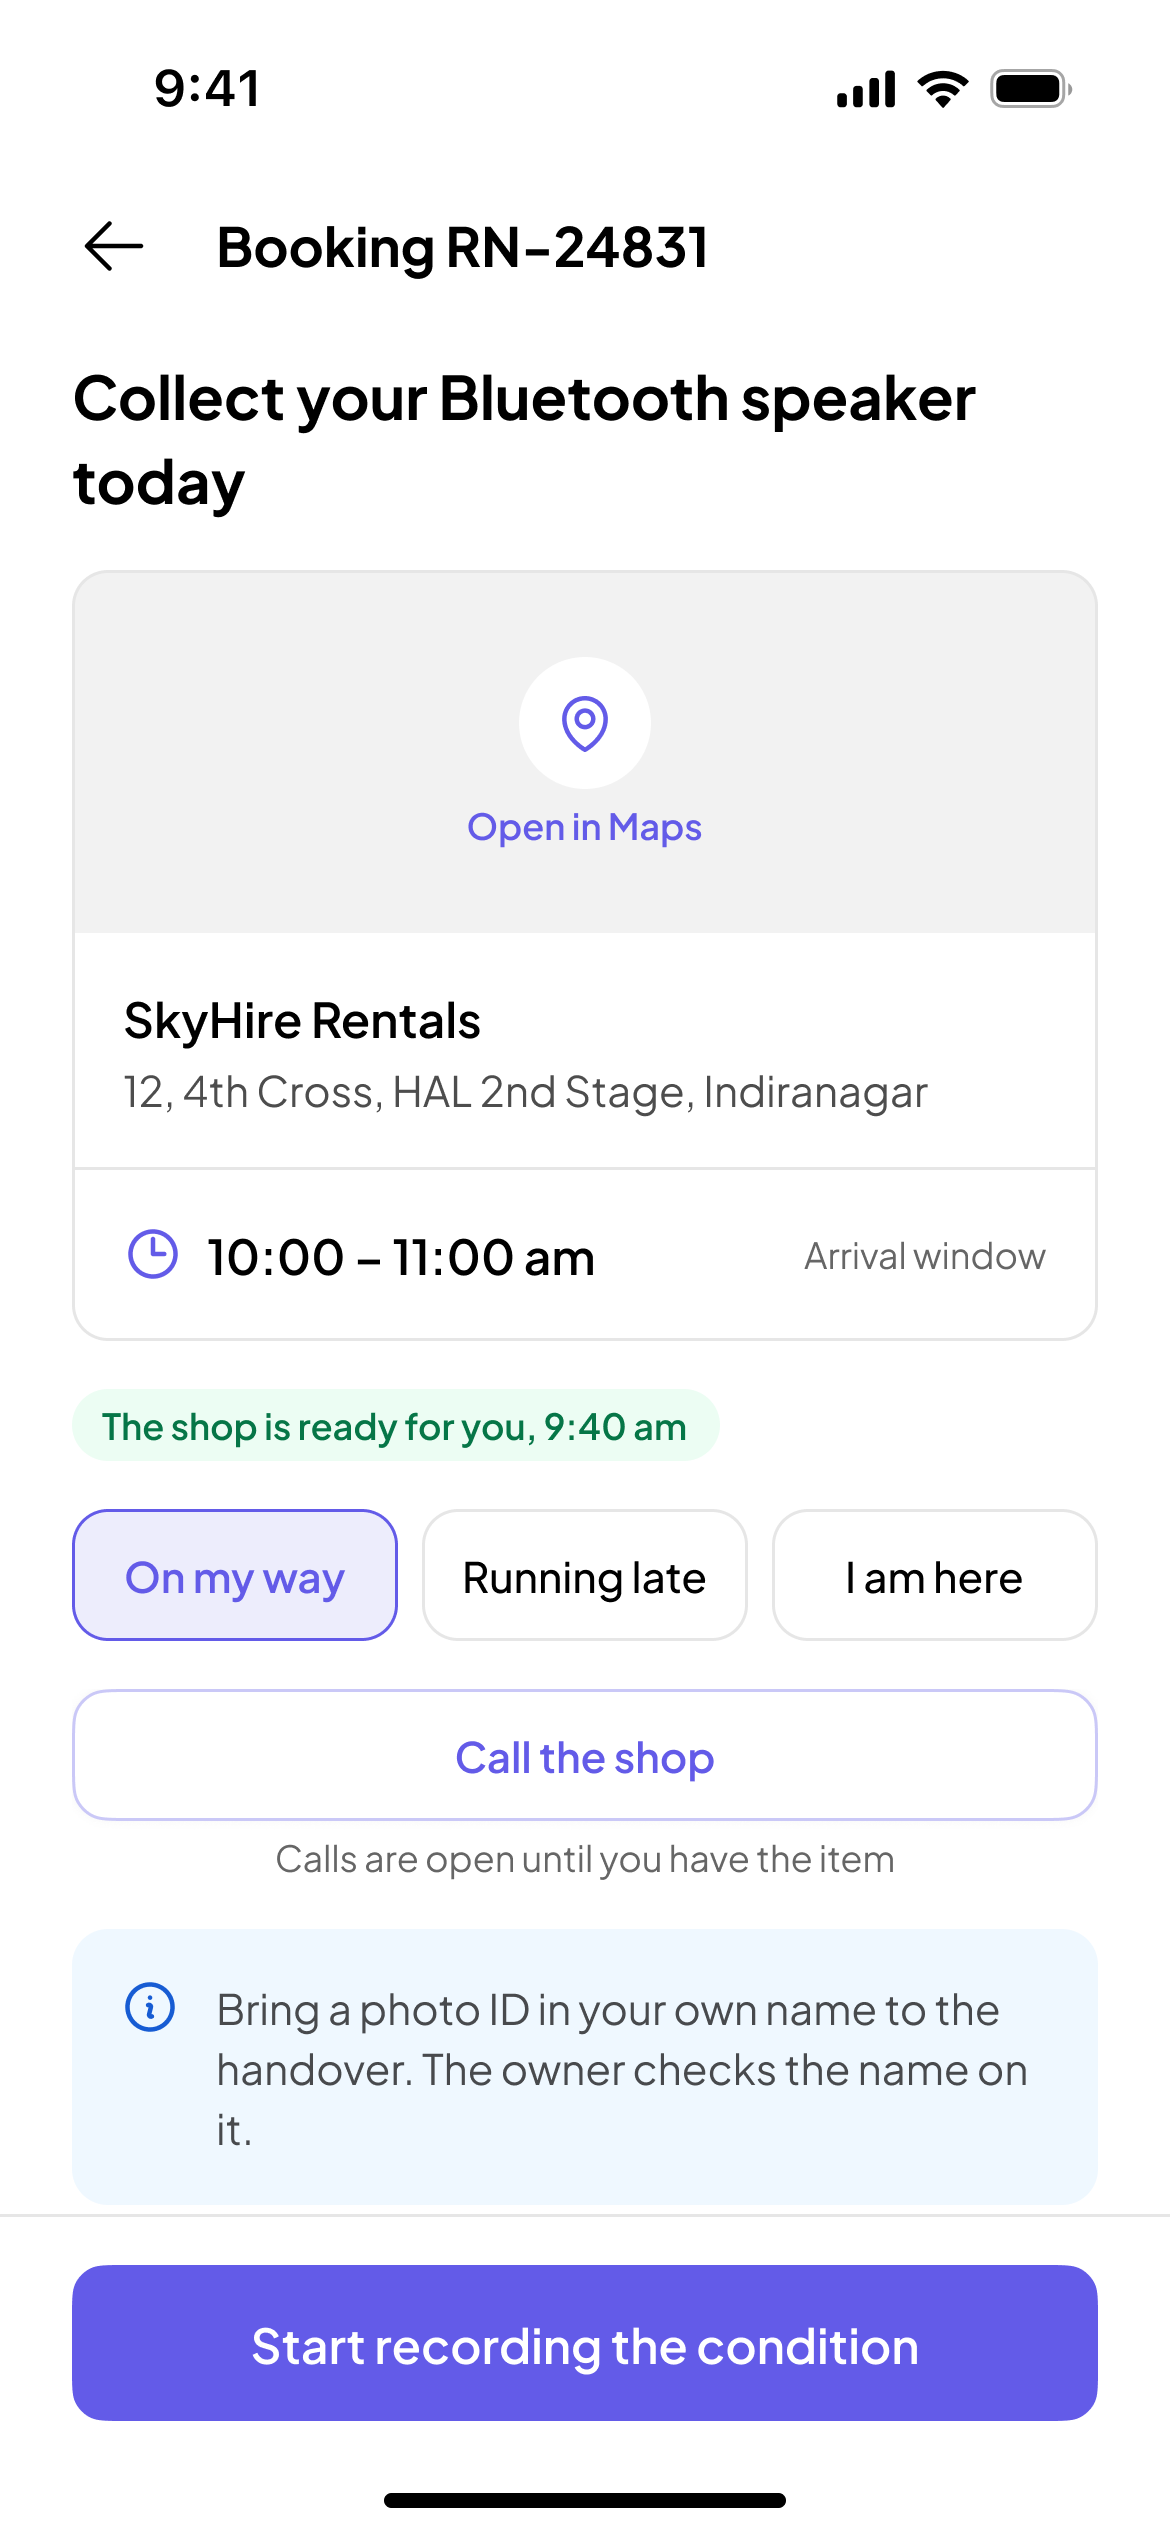 9:41
Booking RN-24831
Collect your Bluetooth speaker
today
Open in Maps
SkyHire Rentals
12, 4th Cross, HAL 2nd Stage, Indiranagar
10:00 – 11:00 am
Arrival window
The shop is ready for you, 9:40 am
On my way
Running late
I am here
Call the shop
Calls are open until you have the item
Bring a photo ID in your own name to the
handover. The owner checks the name on
it.
Start recording the condition